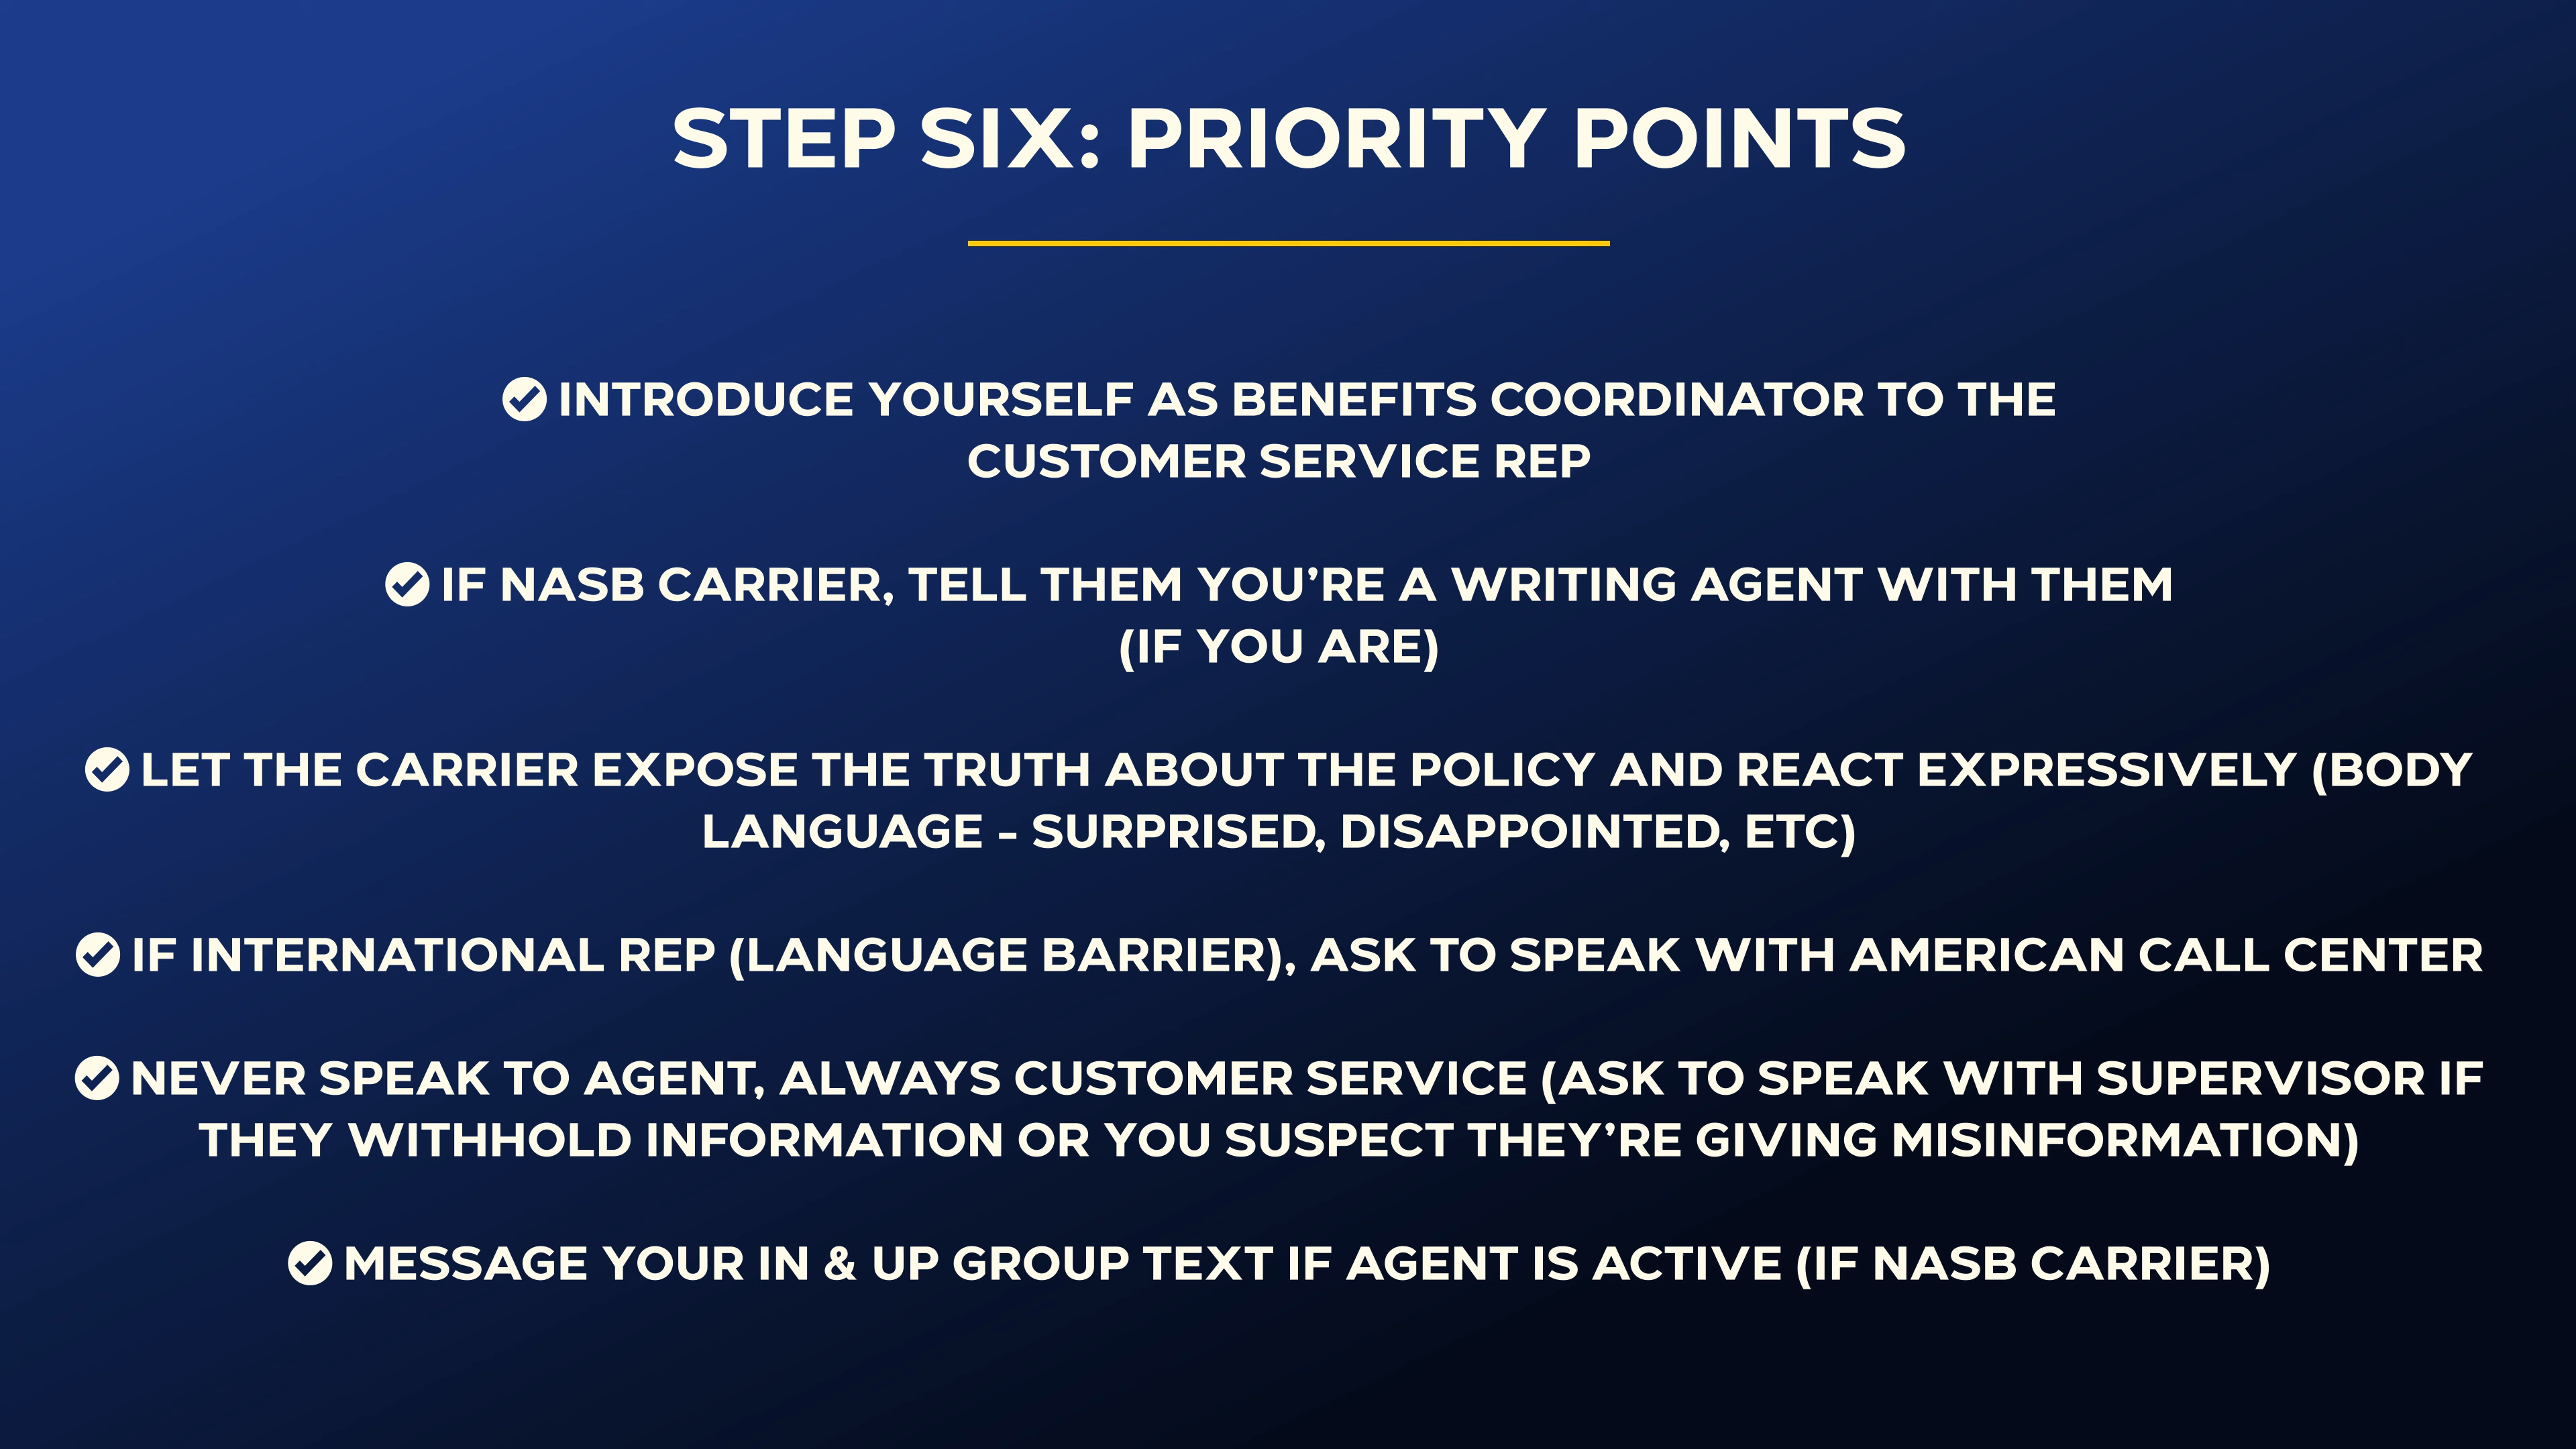 STEP SIX: PRIORITY POINTS
INTRODUCE YOURSELF AS BENEFITS COORDINATOR TO THE
CUSTOMER SERVICE REP
IF NASB CARRIER, TELL THEM YOU’RE A WRITING AGENT WITH THEM
(IF YOU ARE)
LET THE CARRIER EXPOSE THE TRUTH ABOUT THE POLICY AND REACT EXPRESSIVELY (BODY
LANGUAGE - SURPRISED, DISAPPOINTED, ETC)
IF INTERNATIONAL REP (LANGUAGE BARRIER), ASK TO SPEAK WITH AMERICAN CALL CENTER
NEVER SPEAK TO AGENT, ALWAYS CUSTOMER SERVICE (ASK TO SPEAK WITH SUPERVISOR IF
THEY WITHHOLD INFORMATION OR YOU SUSPECT THEY’RE GIVING MISINFORMATION)
MESSAGE YOUR IN & UP GROUP TEXT IF AGENT IS ACTIVE (IF NASB CARRIER)